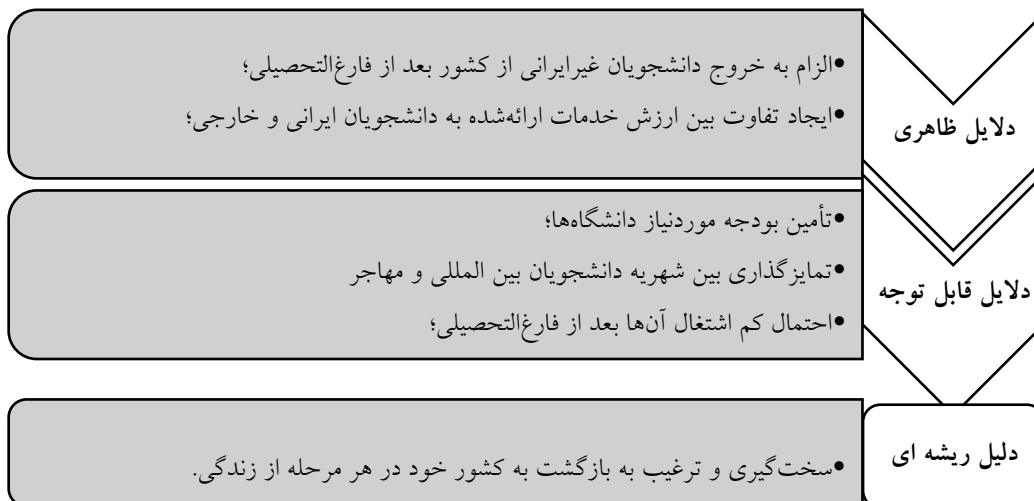 دلایل ظاهری
•الزام به خروج دانشجویان غیرایرانی از کشور بعد از فارغ‌التحصیلی؛
•ایجاد تفاوت بین ارزش خدمات ارائه‌شده به دانشجویان ایرانی و خارجی؛
دلایل قابل توجه
•تأمین بودجه موردنیاز دانشگاه‌ها؛
•تمایزگذاری بین شهریه دانشجویان بین المللی و مهاجر
•احتمال کم اشتغال آن‌ها بعد از فارغ‌التحصیلی؛
دلیل ریشه ای
•سخت‌گیری و ترغیب به بازگشت به کشور خود در هر مرحله از زندگی.